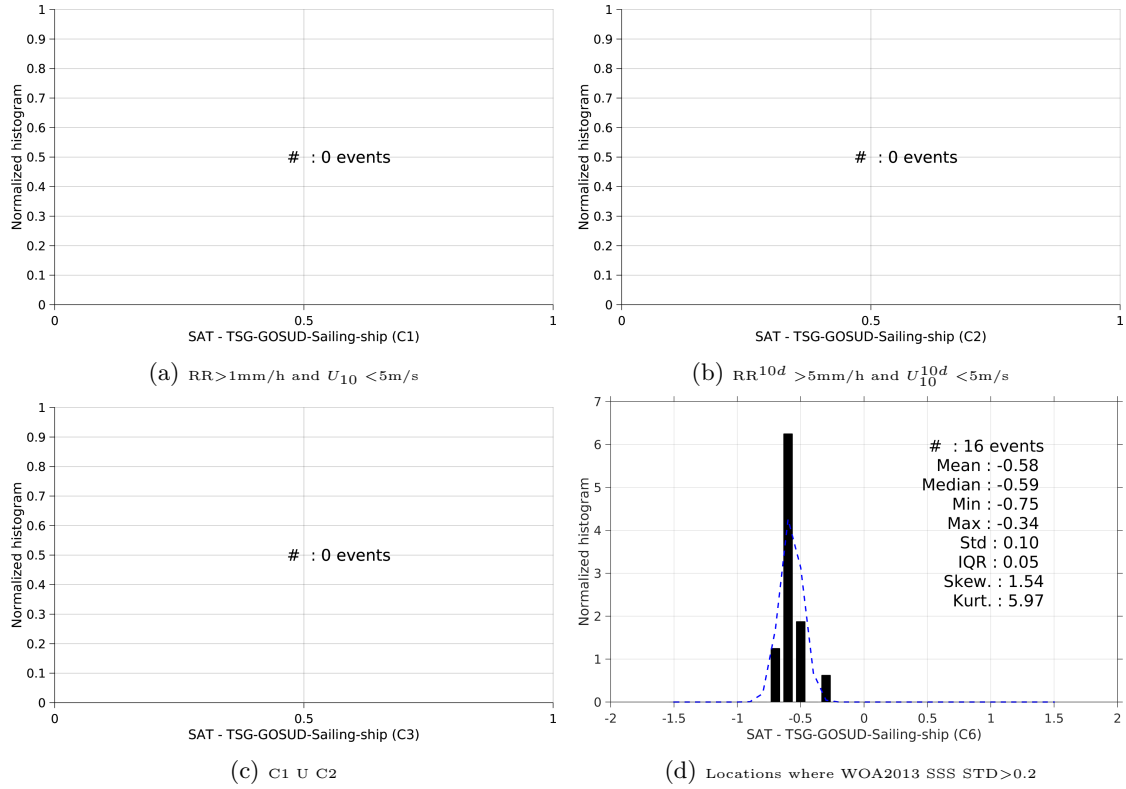 1
0.9
0.8
0.7
0.6
0.5
0.4
0.3
0.2
0.1
0
Normalized histogram
# : 0 events
0 0.5 1
SAT - TSG-GOSUD-Sailing-ship (C1)
(a) RR>1mm/h and U10 <5m/s
1
0.9
0.8
0.7
0.6
0.5
0.4
0.3
0.2
0.1
0
Normalized histogram
# : 0 events
0 0.5 1
SAT - TSG-GOSUD-Sailing-ship (C2)
(b) RR^10d >5mm/h and U10^10d <5m/s
1
0.9
0.8
0.7
0.6
0.5
0.4
0.3
0.2
0.1
0
Normalized histogram
# : 0 events
0 0.5 1
SAT - TSG-GOSUD-Sailing-ship (C3)
(c) C1 U C2
7
6
5
4
3
2
1
0
Normalized histogram
# : 16 events
Mean : -0.58
Median : -0.59
Min : -0.75
Max : -0.34
Std : 0.10
IQR : 0.05
Skew. : 1.54
Kurt. : 5.97
-2 -1.5 -1 -0.5 0 0.5 1 1.5 2
SAT - TSG-GOSUD-Sailing-ship (C6)
(d) Locations where WOA2013 SSS STD>0.2